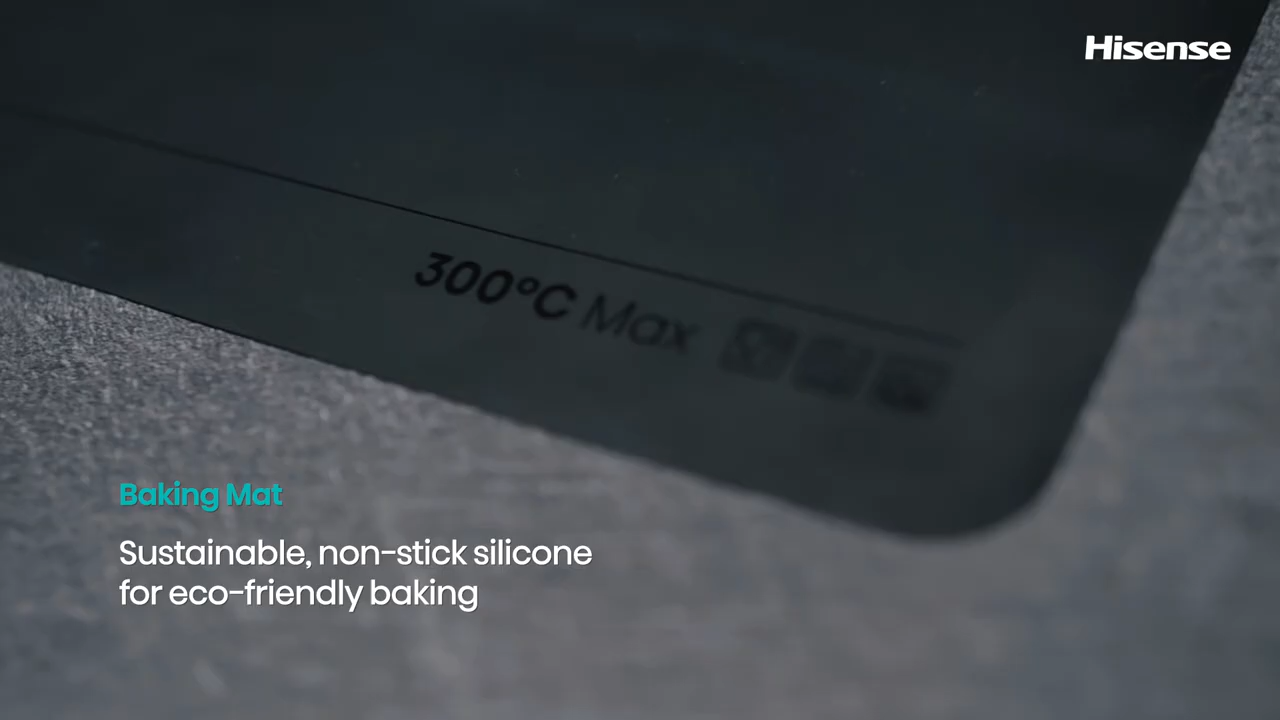 Hisense
300°C Max
Baking Mat
Sustainable, non-stick silicone
for eco-friendly baking